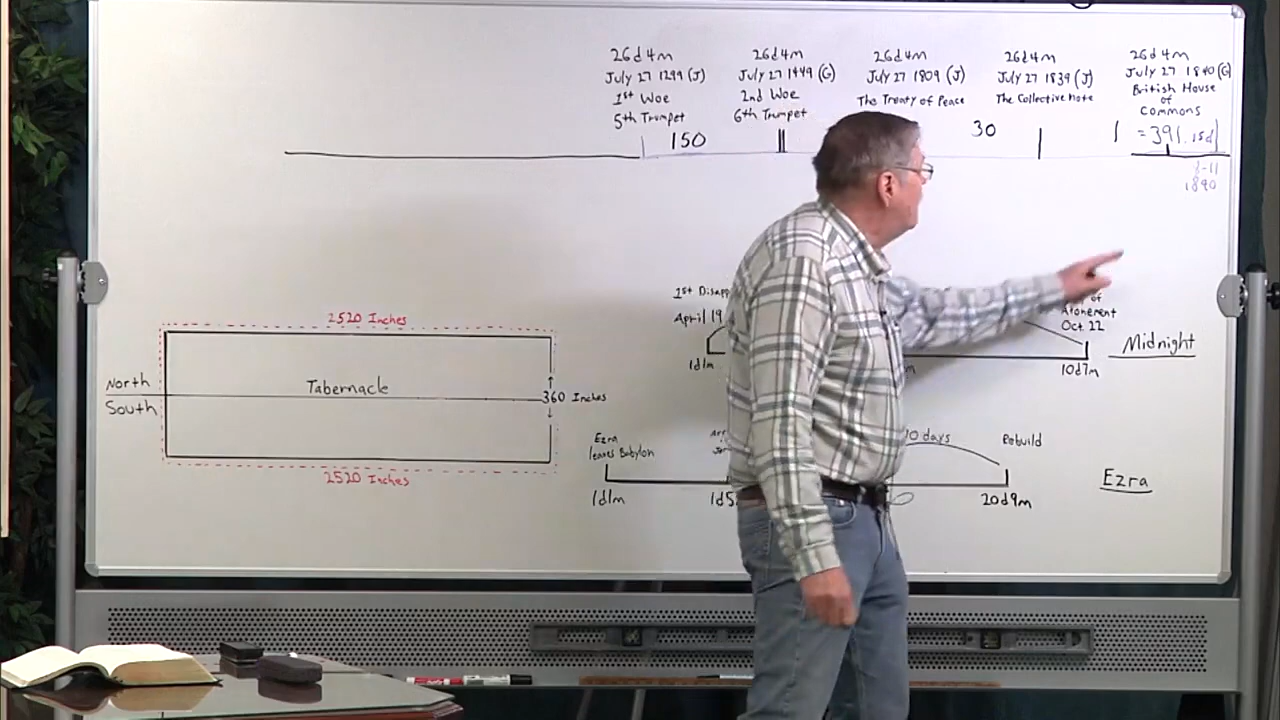 26d4m
July 27 1299 (J)
1st Woe
5th Trumpet
150
26d4m
July 27 1449 (G)
2nd Woe
6th Trumpet
26d4m
July 27 1809 (J)
The Treaty of Peace
30
26d4m
July 27 1839 (J)
The Collective Note
26d4m
July 27 1840 (G)
British House
of
Commons
= 391.15d
8-11
1840
2520 Inches
North
South
Tabernacle
360 Inches
2520 Inches
1st
April 19
1d1m
of
Atonement
Oct. 22
10d7m
Midnight
Ezra
leaves Babylon
1d1m
days
Rebuild
20d9m
Ezra